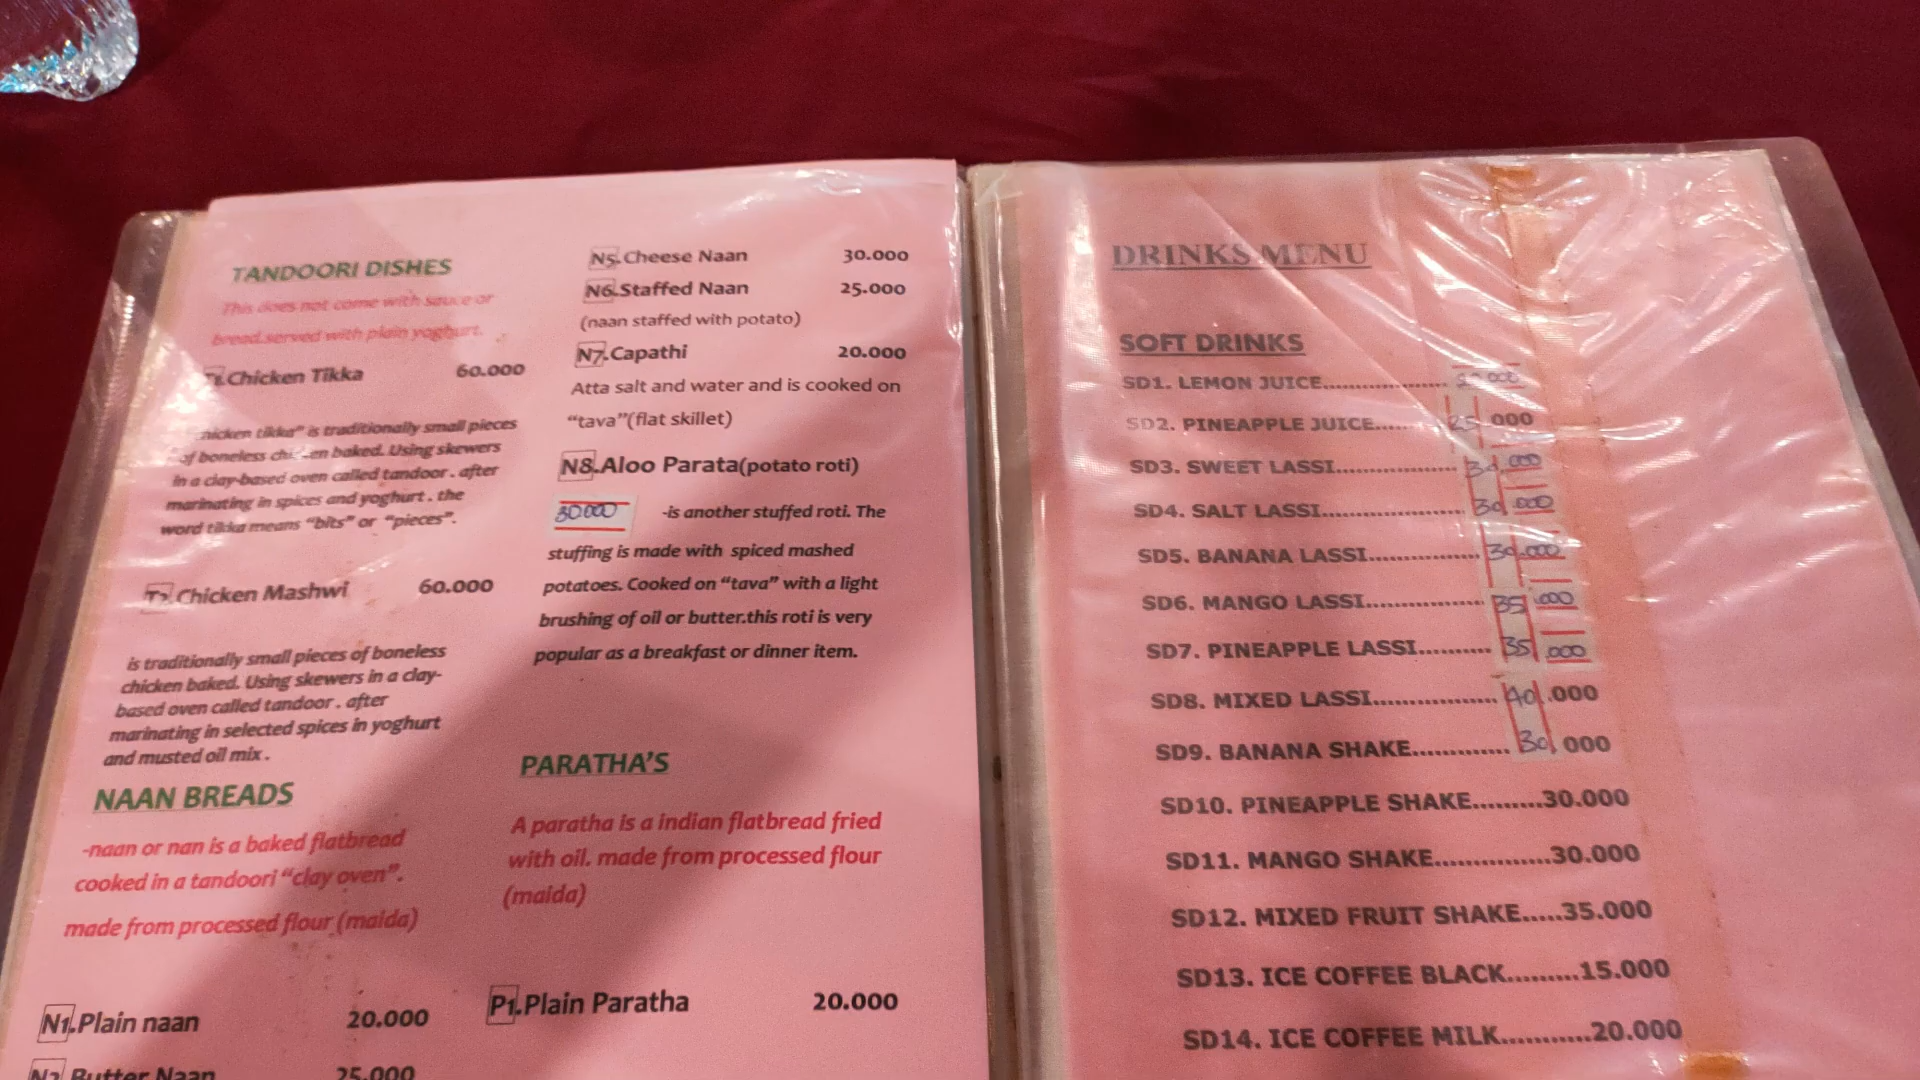 TANDOORI DISHES
This does not come with sauce or
bread.served with plain yoghurt.
.Chicken Tikka 60.000
chicken tikka" is traditionally small pieces
of boneless chicken baked. Using skewers
in a clay-based oven called tandoor . after
marinating in spices and yoghurt . the
word tikka means "bits" or "pieces".
.Chicken Mashwi 60.000
is traditionally small pieces of boneless
chicken baked. Using skewers in a clay-
based oven called tandoor . after
marinating in selected spices in yoghurt
and musted oil mix .
NAAN BREADS
-naan or nan is a baked flatbread
cooked in a tandoori "clay oven".
made from processed flour (maida)
N1.Plain naan 20.000
N2.Butter Naan 25.000
N5.Cheese Naan 30.000
N6.Staffed Naan 25.000
(naan staffed with potato)
N7.Capathi 20.000
Atta salt and water and is cooked on
"tava"(flat skillet)
N8.Aloo Parata(potato roti)
30000 -is another stuffed roti. The
stuffing is made with spiced mashed
potatoes. Cooked on "tava" with a light
brushing of oil or butter.this roti is very
popular as a breakfast or dinner item.
PARATHA'S
A paratha is a indian flatbread fried
with oil. made from processed flour
(maida)
P1.Plain Paratha 20.000
DRINKS MENU
SOFT DRINKS
SD1. LEMON JUICE....................
SD2. PINEAPPLE JUICE...... 25 000
SD3. SWEET LASSI.................... 30.000
SD4. SALT LASSI....................... 30.000
SD5. BANANA LASSI.................. 30.000
SD6. MANGO LASSI................... 35.000
SD7. PINEAPPLE LASSI.......... 35 000
SD8. MIXED LASSI.................. 40.000
SD9. BANANA SHAKE.............. 30 000
SD10. PINEAPPLE SHAKE.........30.000
SD11. MANGO SHAKE...............30.000
SD12. MIXED FRUIT SHAKE.....35.000
SD13. ICE COFFEE BLACK.........15.000
SD14. ICE COFFEE MILK...........20.000